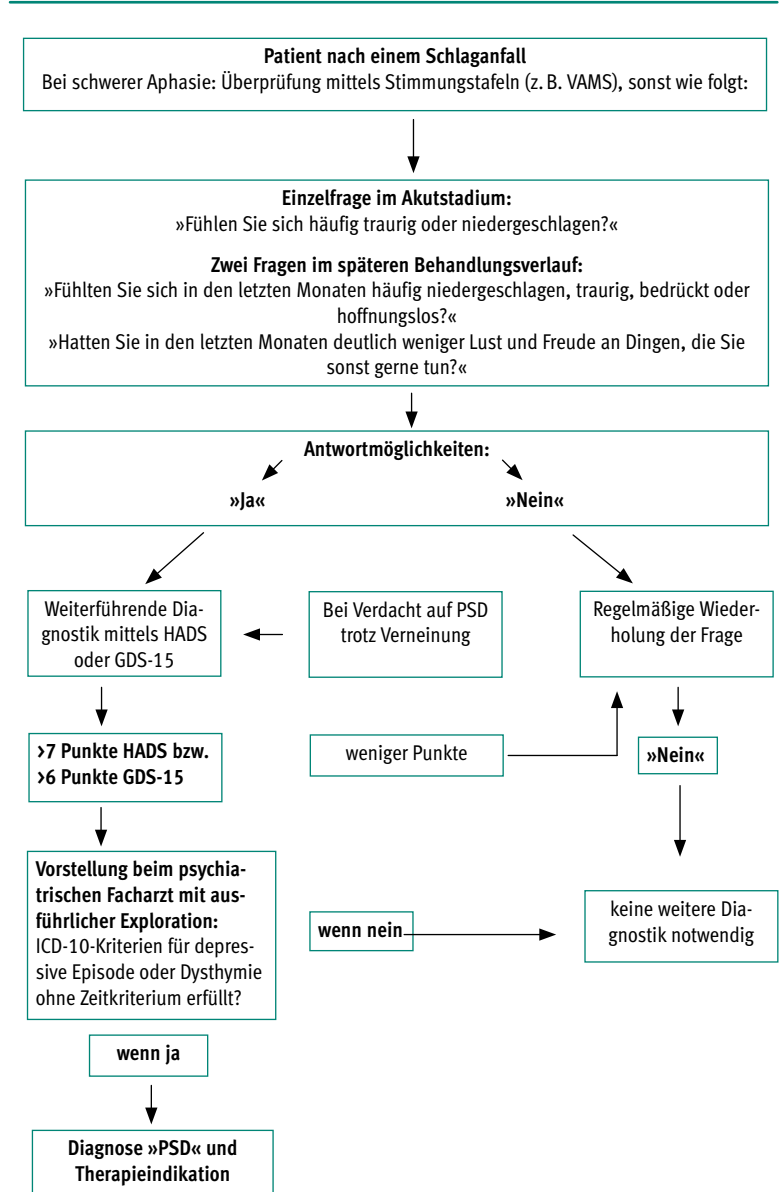 Patient nach einem Schlaganfall
Bei schwerer Aphasie: Überprüfung mittels Stimmungstafeln (z. B. VAMS), sonst wie folgt:
Einzelfrage im Akutstadium:
»Fühlen Sie sich häufig traurig oder niedergeschlagen?«
Zwei Fragen im späteren Behandlungsverlauf:
»Fühlten Sie sich in den letzten Monaten häufig niedergeschlagen, traurig, bedrückt oder
hoffnungslos?«
»Hatten Sie in den letzten Monaten deutlich weniger Lust und Freude an Dingen, die Sie
sonst gerne tun?«
Antwortmöglichkeiten:
»Ja«
»Nein«
Weiterführende Dia-
gnostik mittels HADS
oder GDS-15
Bei Verdacht auf PSD
trotz Verneinung
Regelmäßige Wieder-
holung der Frage
>7 Punkte HADS bzw.
>6 Punkte GDS-15
weniger Punkte
»Nein«
Vorstellung beim psychia-
trischen Facharzt mit aus-
führlicher Exploration:
ICD-10-Kriterien für depres-
sive Episode oder Dysthymie
ohne Zeitkriterium erfüllt?
wenn nein
keine weitere Dia-
gnostik notwendig
wenn ja
Diagnose »PSD« und
Therapieindikation